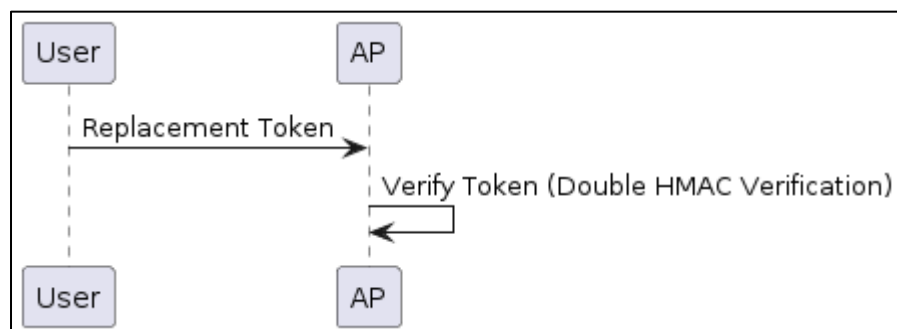 User AP
Replacement Token
Verify Token (Double HMAC Verification)
User AP